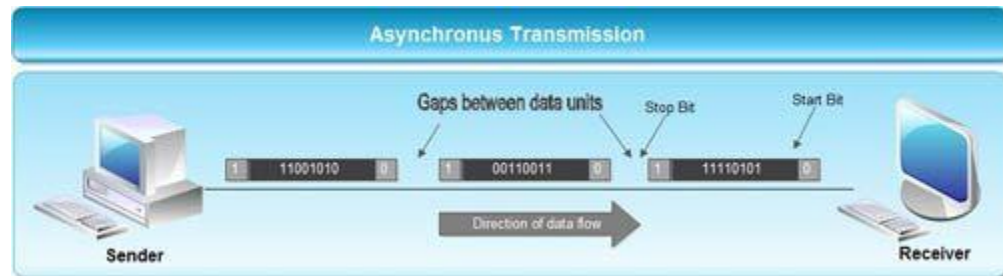 Asynchronus Transmission
Gaps between data units
Stop Bit
Start Bit
1 11001010 0
1 00110011 0
1 11110101 0
Direction of data flow
Sender
Receiver